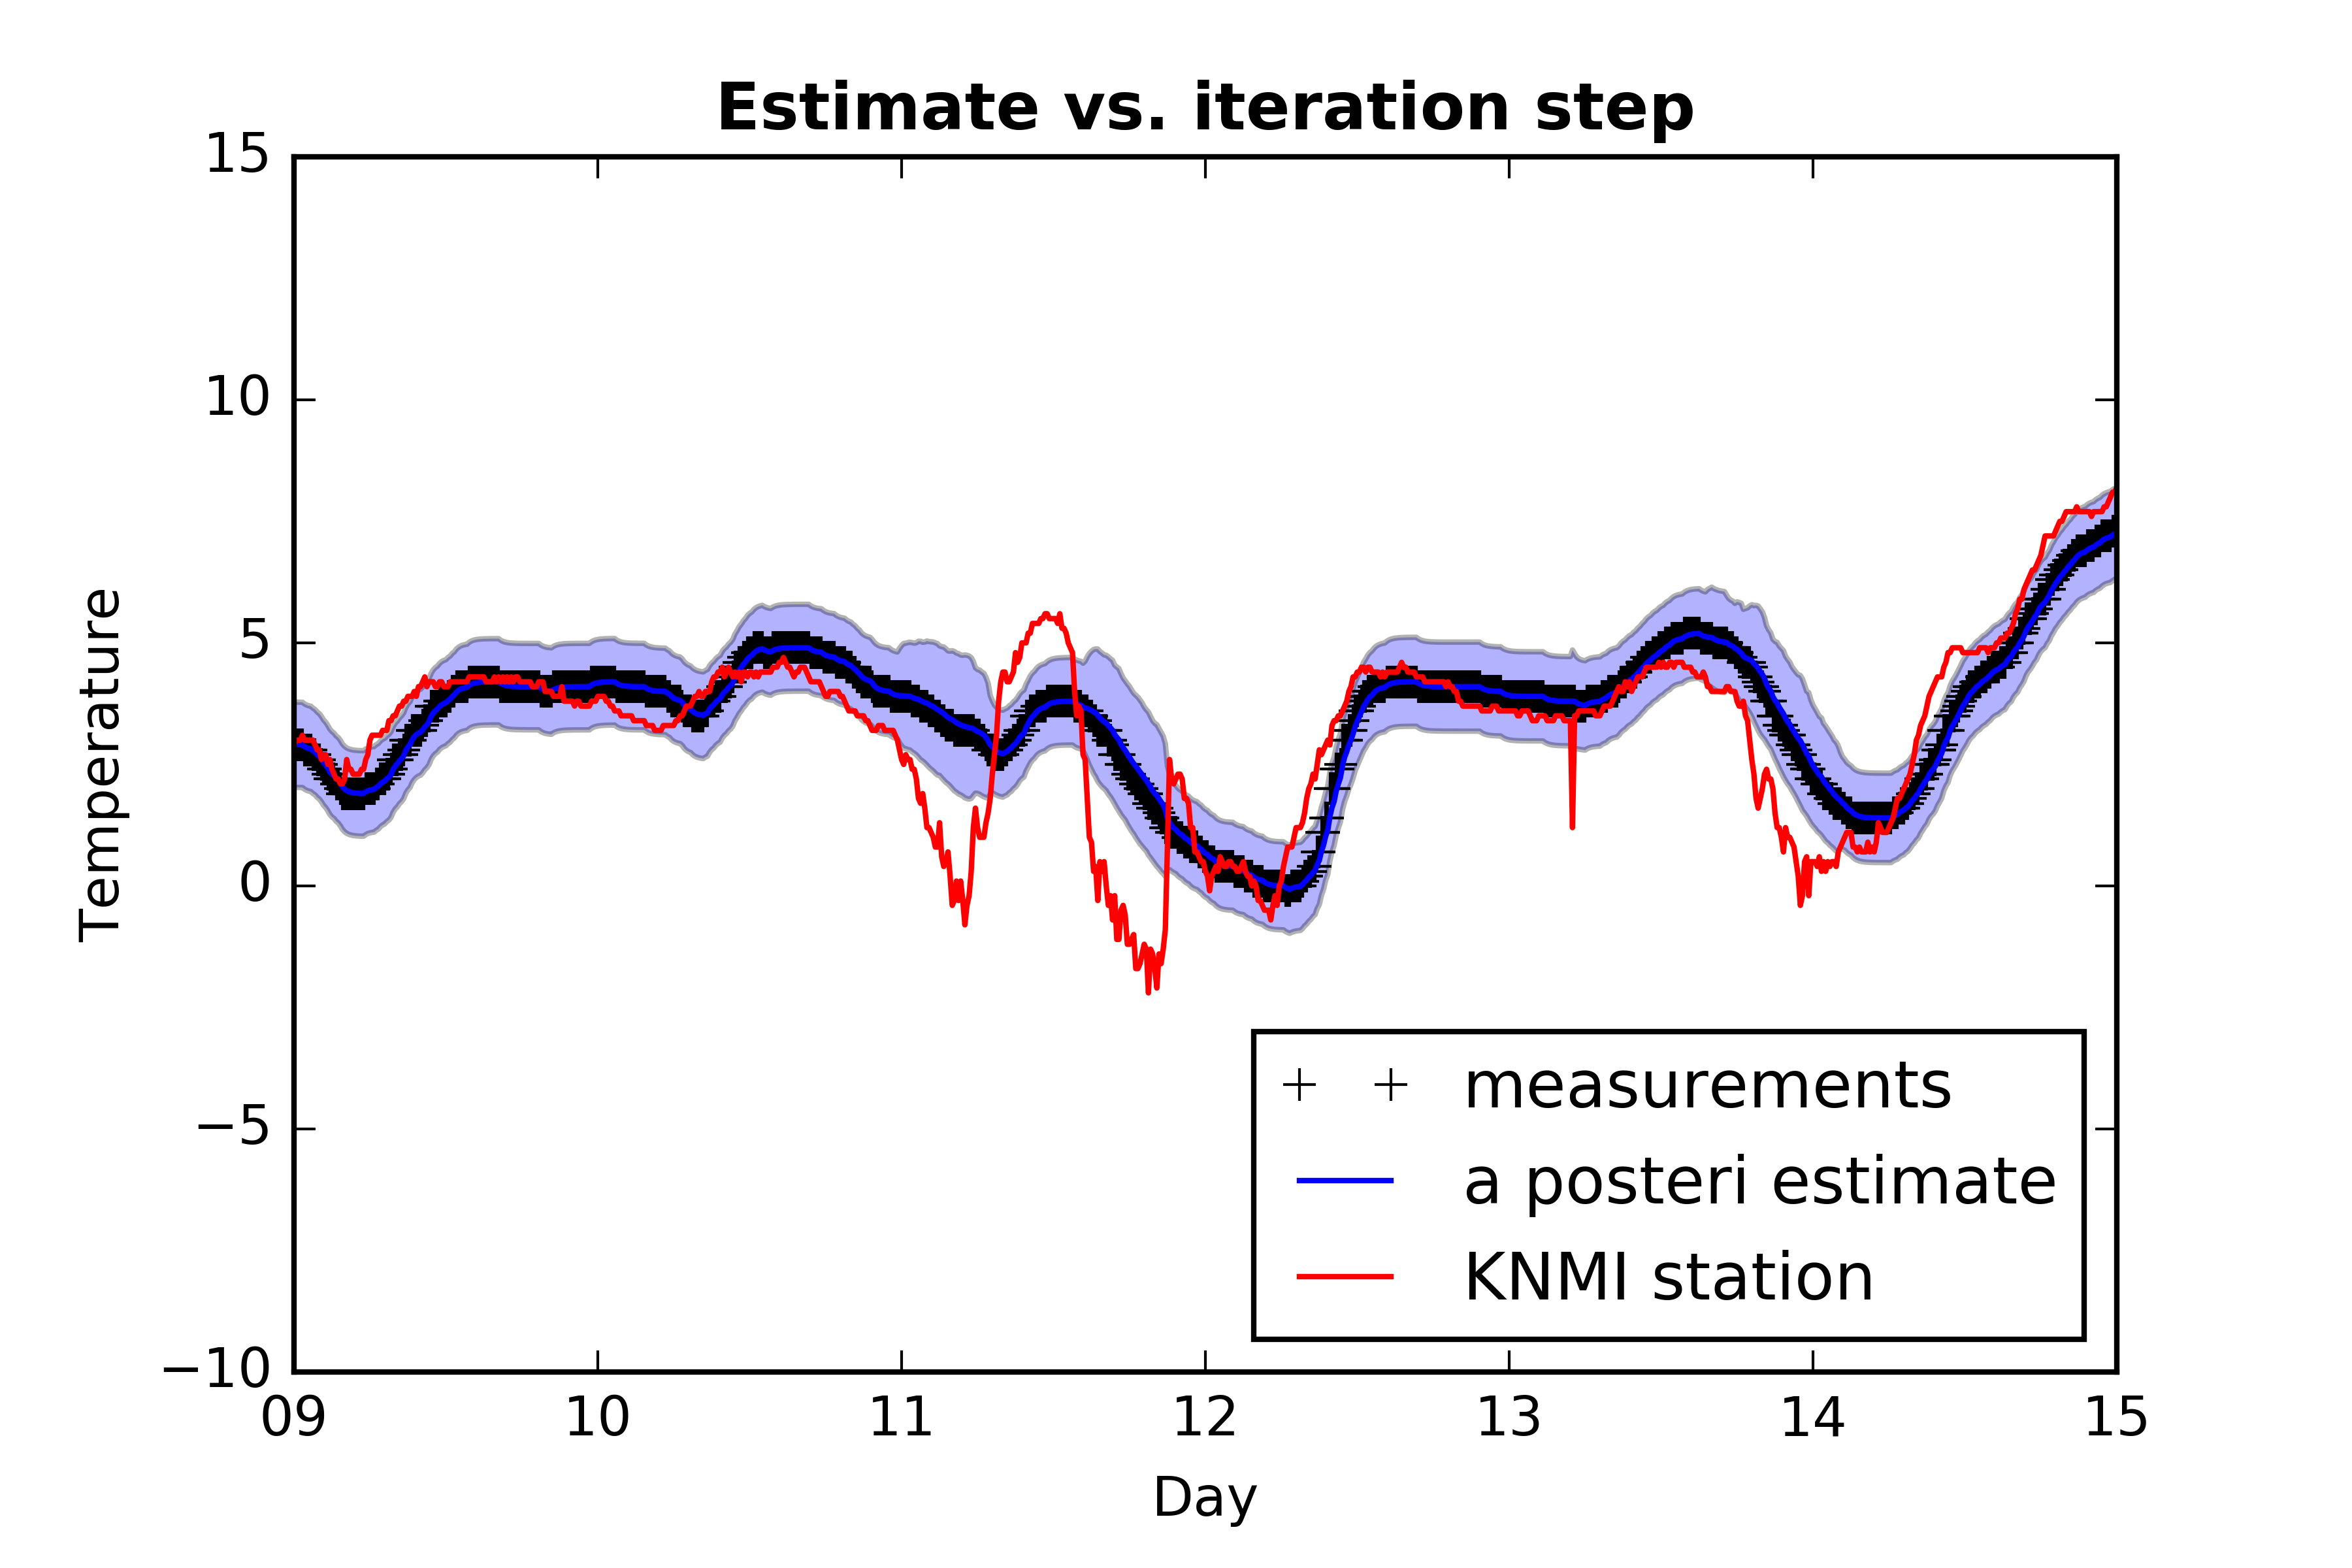 Estimate vs. iteration step
15
10
5
0
−5
−10
Temperature
measurements
a posteri estimate
KNMI station
09 10 11 12 13 14 15
Day